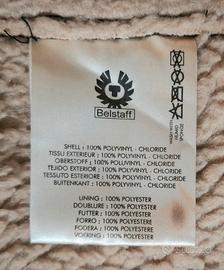 Belstaff
SHELL : 100% POLYVINYL - CHLORIDE
TISSU EXTERIEUR : 100% POLYVINYL - CHLORIDE
OBERSTOFF : 100% POLUVINYL - CHLORIDE
TEJIDO EXTERIOR : 100% POLYVINYL - CHLORIDE
TESSUTO ESTERIORE : 100% POLYVINYL - CHLORIDE
BUITENKANT : 100% POLYVINYL - CHLORIDE
LINING : 100% POLYESTER
DOUBLURE : 100% POLYESTER
FUTTER : 100% POLYESTER
FORRO : 100% POLYESTER
FODERA : 100% POLYESTER
VOERING : 100% POLYESTER